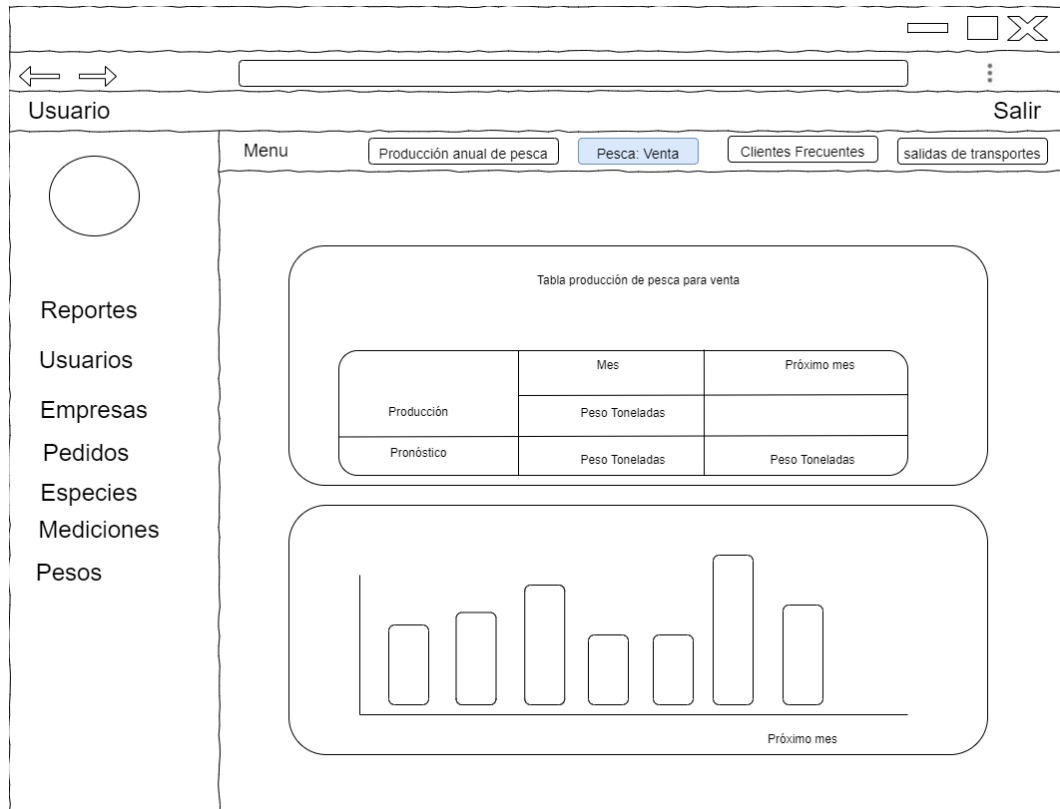 Usuario
Salir
Menu
Producción anual de pesca
Pesca: Venta
Clientes Frecuentes
salidas de transportes
Reportes
Usuarios
Empresas
Pedidos
Especies
Mediciones
Pesos
Tabla producción de pesca para venta
Mes
Próximo mes
Producción
Peso Toneladas
Pronóstico
Peso Toneladas
Peso Toneladas
Próximo mes